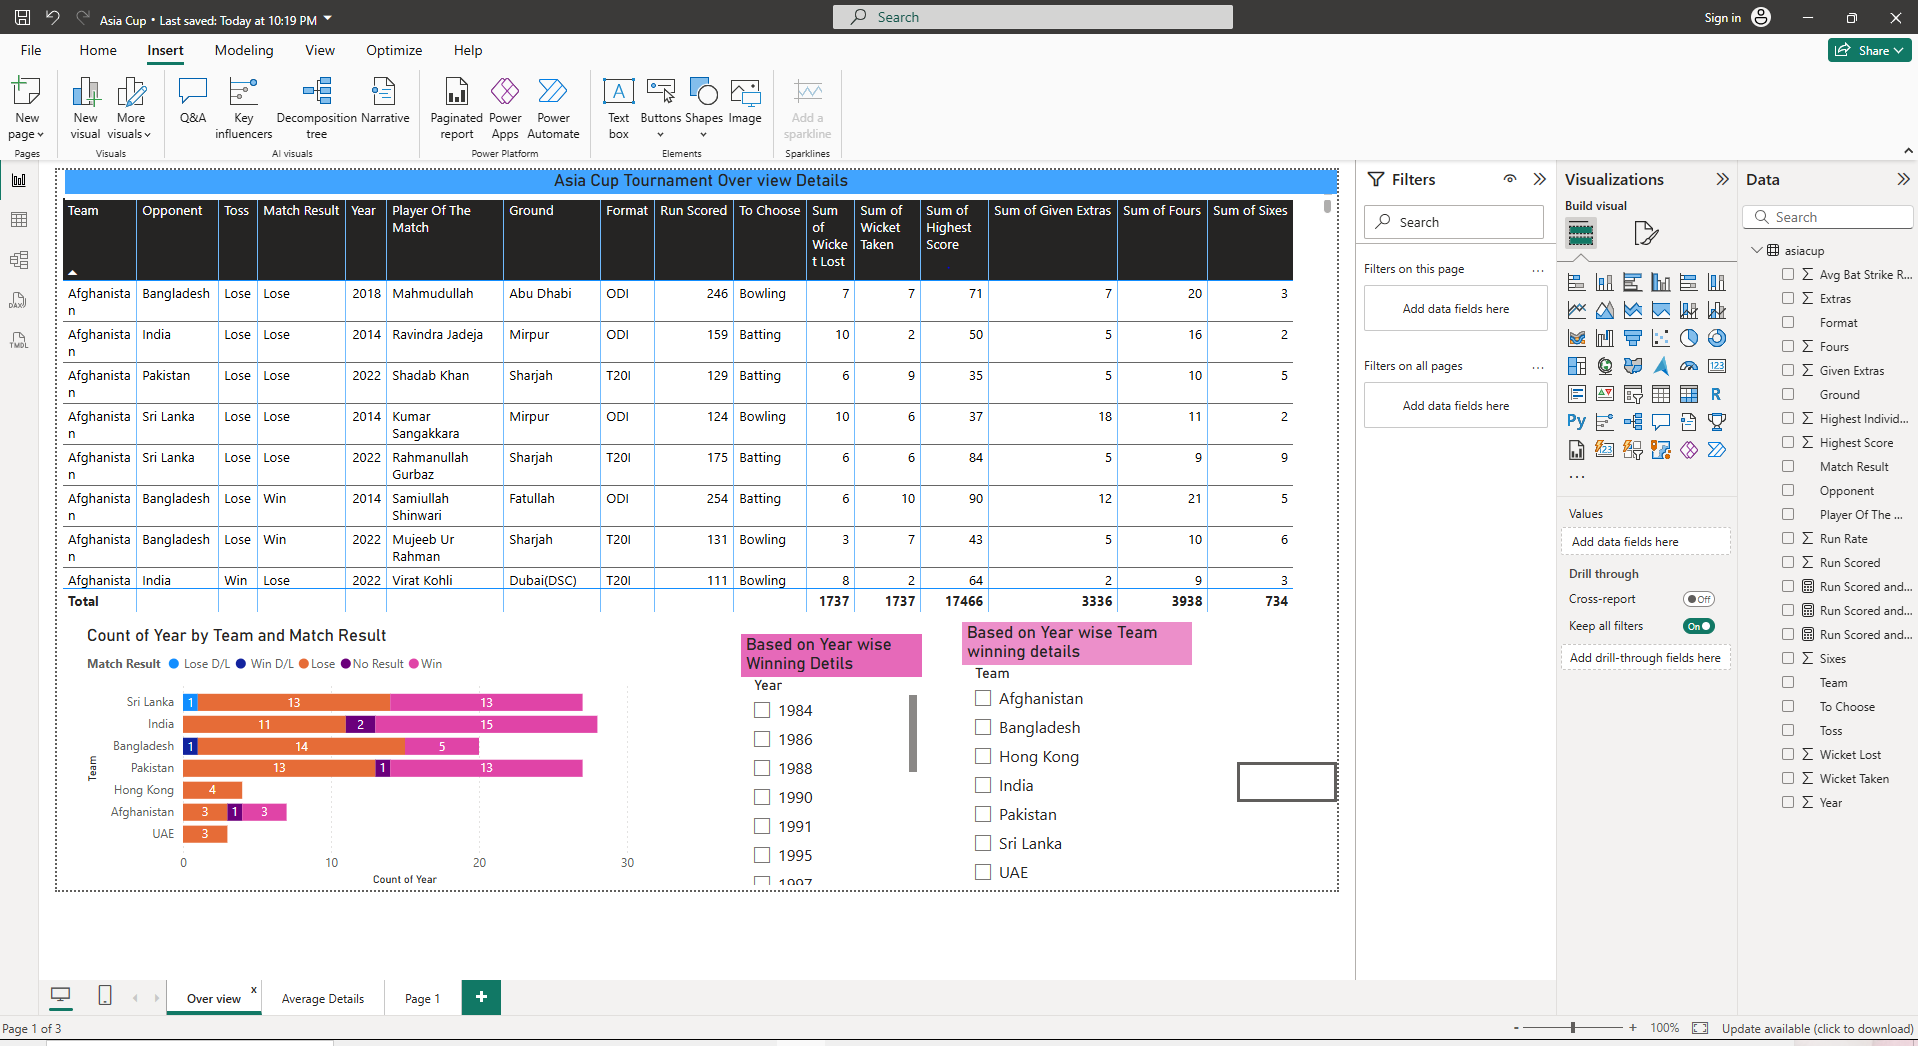 Asia Cup • Last saved: Today at 10:19 PM
Search
Sign in
File Home Insert Modeling View Optimize Help
Share
New page
New visual
More visuals
Q&A
Key influencers
Decomposition tree
Narrative
Paginated report
Power Apps
Power Automate
Text box
Buttons
Shapes
Image
Add a sparkline
Pages
Visuals
AI visuals
Power Platform
Elements
Sparklines
Asia Cup Tournament Over view Details
Team Opponent Toss Match Result Year Player Of The Match Ground Format Run Scored To Choose Sum of Wicke t Lost Sum of Wicket Taken Sum of Highest Score Sum of Given Extras Sum of Fours Sum of Sixes
Afghanista n Bangladesh Lose Lose 2018 Mahmudullah Abu Dhabi ODI 246 Bowling 7 7 71 7 20 3
Afghanista n India Lose Lose 2014 Ravindra Jadeja Mirpur ODI 159 Batting 10 2 50 5 16 2
Afghanista n Pakistan Lose Lose 2022 Shadab Khan Sharjah T20I 129 Batting 6 9 35 5 10 5
Afghanista n Sri Lanka Lose Lose 2014 Kumar Sangakkara Mirpur ODI 124 Bowling 10 6 37 18 11 2
Afghanista n Sri Lanka Lose Lose 2022 Rahmanullah Gurbaz Sharjah T20I 175 Batting 6 6 84 5 9 9
Afghanista n Bangladesh Lose Win 2014 Samiullah Shinwari Fatullah ODI 254 Batting 6 10 90 12 21 5
Afghanista n Bangladesh Lose Win 2022 Mujeeb Ur Rahman Sharjah T20I 131 Bowling 3 7 43 5 10 6
Afghanista India Win Lose 2022 Virat Kohli Dubai(DSC) T20I 111 Bowling 8 2 64 2 9 3
Total 1737 1737 17466 3336 3938 734
Count of Year by Team and Match Result
Match Result Lose D/L Win D/L Lose No Result Win
Team
Sri Lanka 1 13 13
India 11 2 15
Bangladesh 1 14 5
Pakistan 13 1 13
Hong Kong 4
Afghanistan 3 1 3
UAE 3
0 10 20 30
Count of Year
Based on Year wise
Winning Detils
Year
1984
1986
1988
1990
1991
1995
1997
Based on Year wise Team
winning details
Team
Afghanistan
Bangladesh
Hong Kong
India
Pakistan
Sri Lanka
UAE
Filters
Search
Filters on this page ...
Add data fields here
Filters on all pages ...
Add data fields here
Visualizations
Build visual
123
R
Py
123
...
Values
Add data fields here
Drill through
Cross-report Off
Keep all filters On
Add drill-through fields here
Data
Search
asiacup
Avg Bat Strike R...
Extras
Format
Fours
Given Extras
Ground
Highest Individ...
Highest Score
Match Result
Opponent
Player Of The ...
Run Rate
Run Scored
Run Scored and...
Run Scored and...
Run Scored and...
Sixes
Team
To Choose
Toss
Wicket Lost
Wicket Taken
Year
DAX
TMDL
Over view x
Average Details
Page 1
+
Page 1 of 3
- + 100%
Update available (click to download)